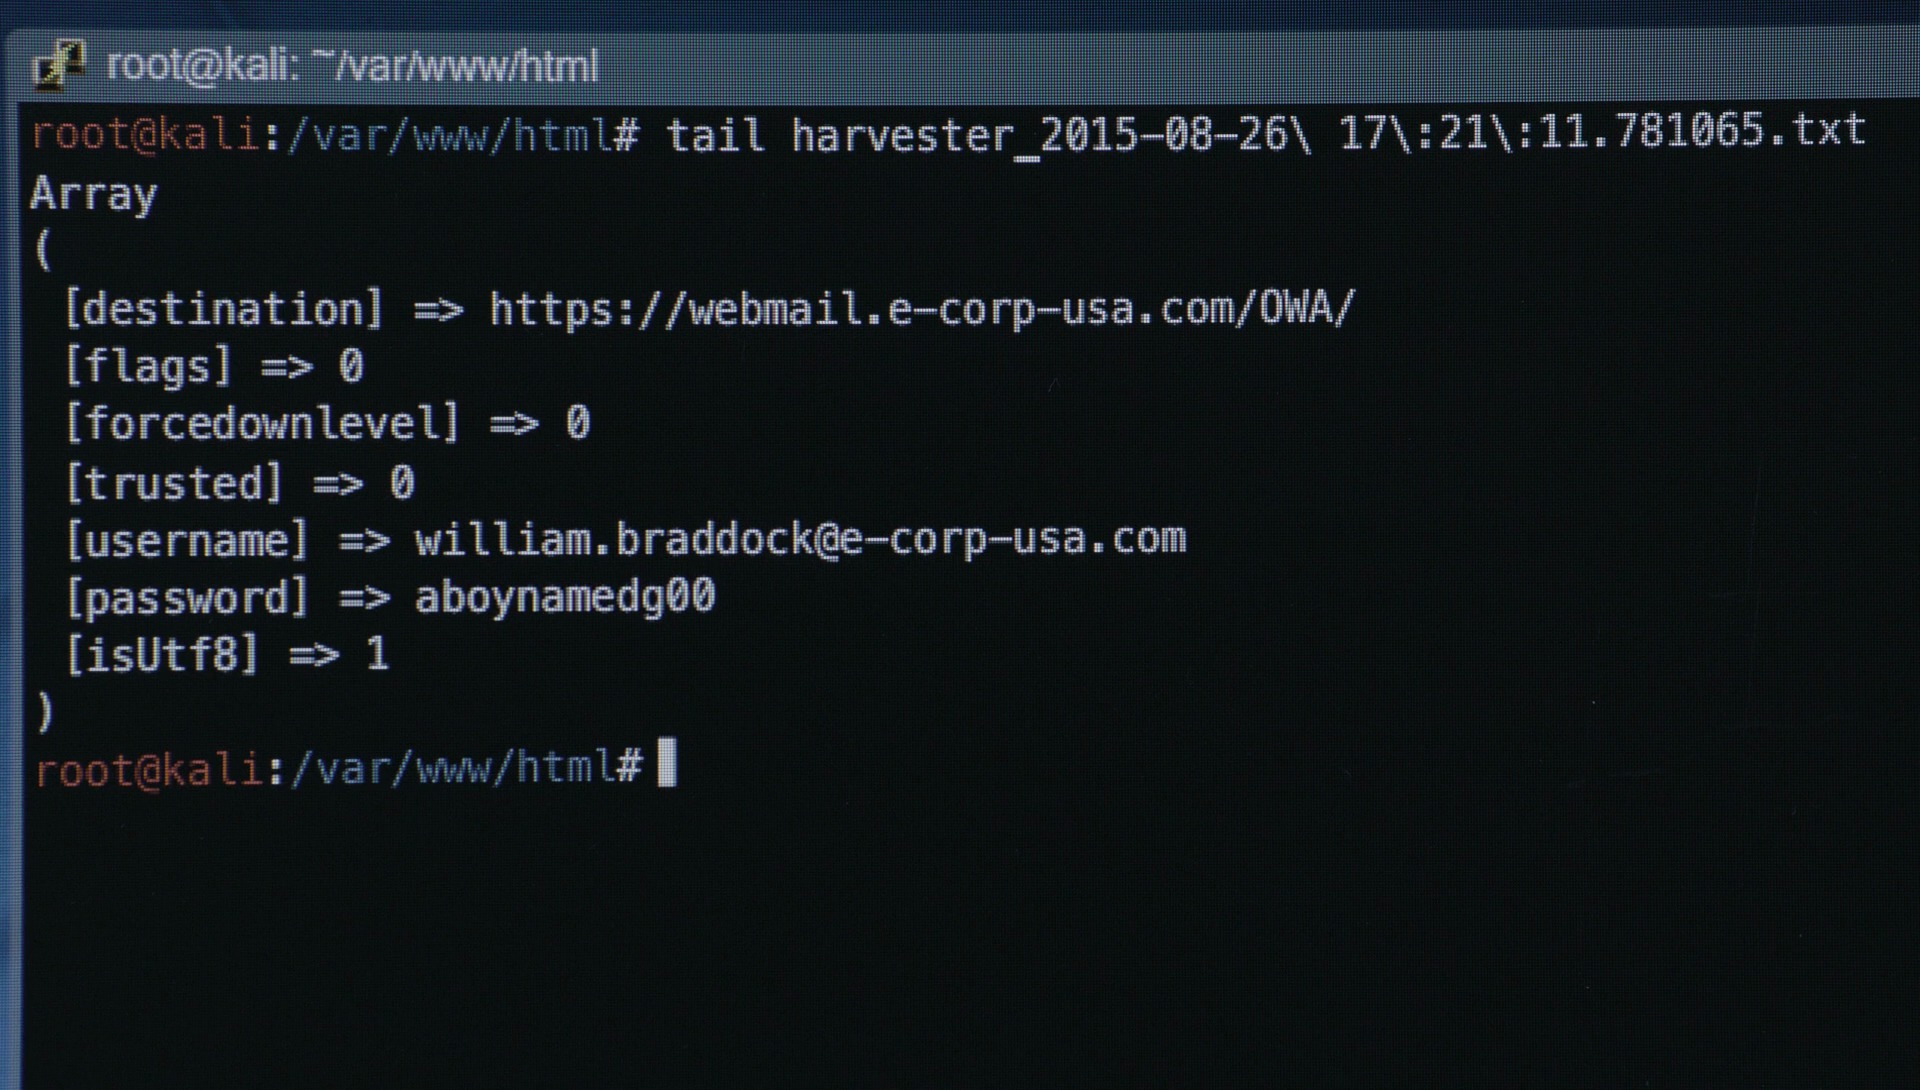 root@kali: ~/var/www/html
root@kali:/var/www/html# tail harvester_2015-08-26\ 17\:21\:11.781065.txt
Array
(
[destination] => https://webmail.e-corp-usa.com/OWA/
[flags] => 0
[forcedownlevel] => 0
[trusted] => 0
[username] => william.braddock@e-corp-usa.com
[password] => aboynamedg00
[isUtf8] => 1
)
root@kali:/var/www/html#